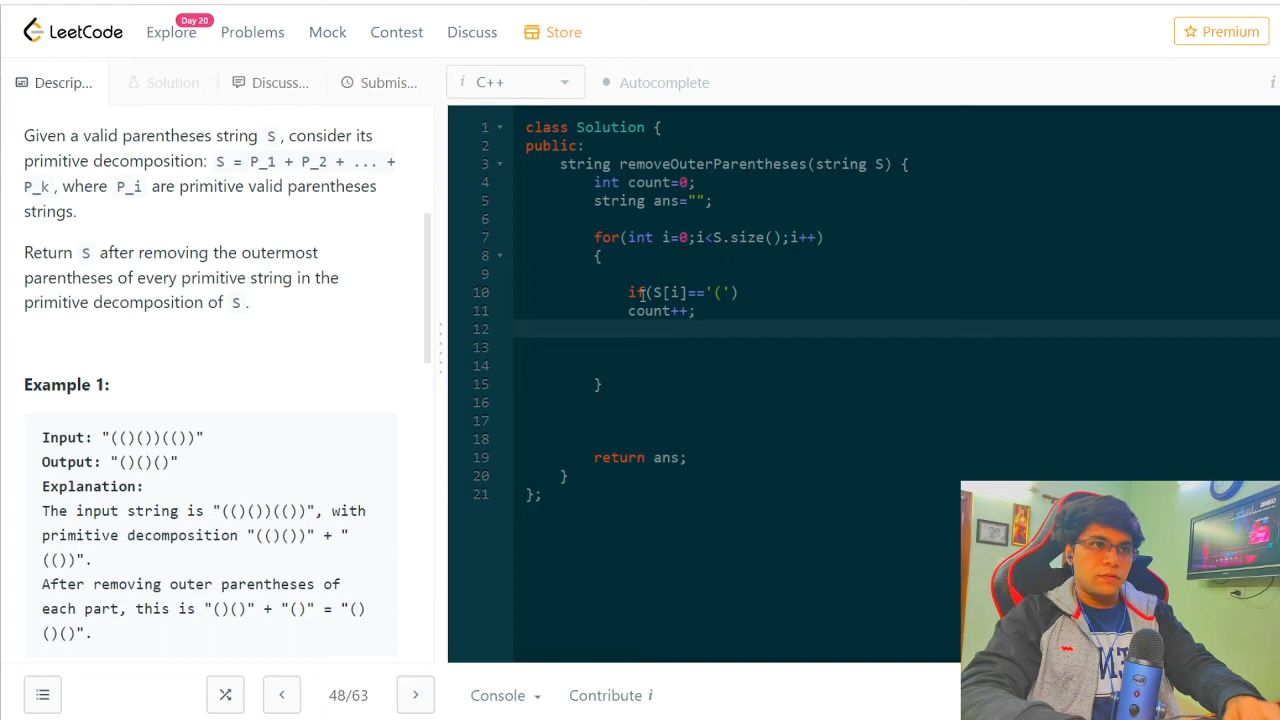 LeetCode
Explore
Day 20
Problems
Mock
Contest
Discuss
Store
Premium
Descrip...
Solution
Discuss...
Submis...
i C++
Autocomplete
i
Given a valid parentheses string S, consider its
primitive decomposition: S = P_1 + P_2 + ... +
P_k, where P_i are primitive valid parentheses
strings.
Return S after removing the outermost
parentheses of every primitive string in the
primitive decomposition of S.
Example 1:
Input: "(()())(())"
Output: "()()()"
Explanation:
The input string is "(()())(())", with
primitive decomposition "(()())" + "
(())".
After removing outer parentheses of
each part, this is "()()" + "()" = "()
()()".
48/63
1 class Solution {
2 public:
3 string removeOuterParentheses(string S) {
4 int count=0;
5 string ans="";
6
7 for(int i=0;i<S.size();i++)
8 {
9
10 if(S[i]=='(')
11 count++;
12
13
14
15 }
16
17
18
19 return ans;
20 }
21 };
Console
Contribute i